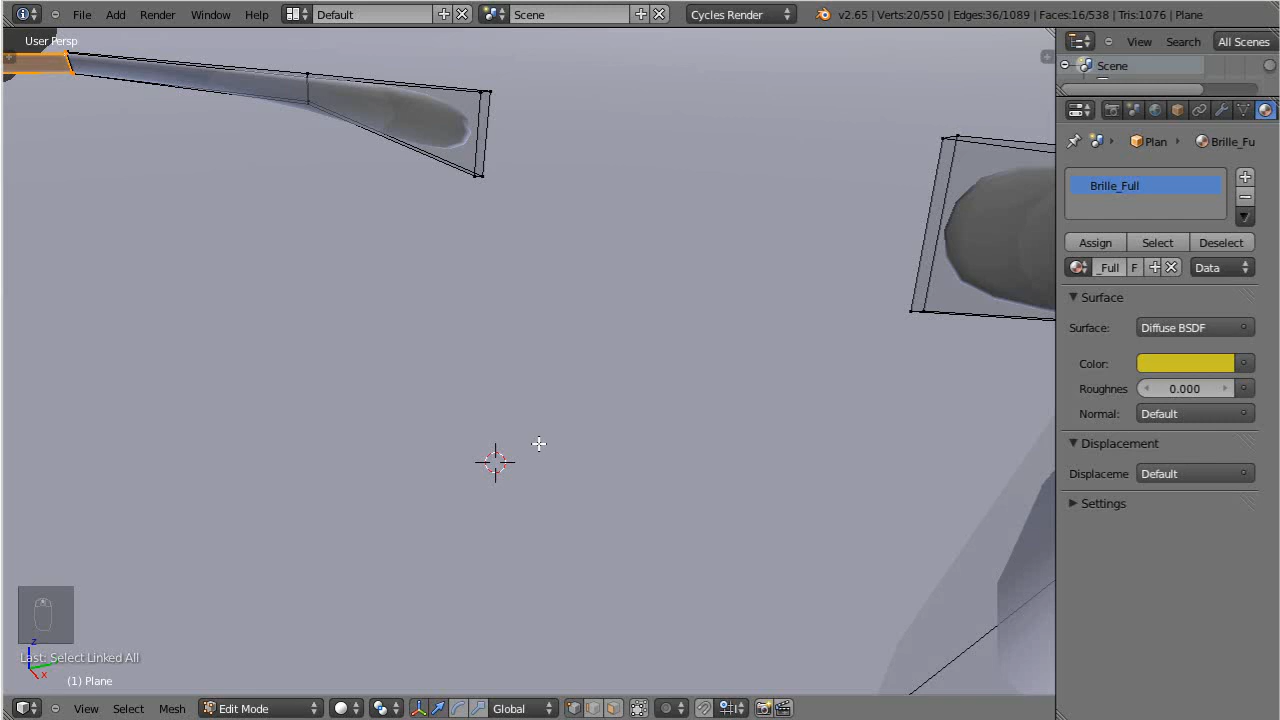 File Add Render Window Help Default Scene Cycles Render v2.65 | Verts:20/550 | Edges:36/1089 | Faces:16/538 | Tris:1076 | Plane
User Persp
View Search All Scenes
Scene
Plan Brille_Fu
Brille_Full
Assign Select Deselect
_Full F Data
Surface
Surface: Diffuse BSDF
Color:
Roughnes 0.000
Normal: Default
Displacement
Displaceme Default
Settings
z
x
Last: Select Linked All
(1) Plane
View Select Mesh Edit Mode Global